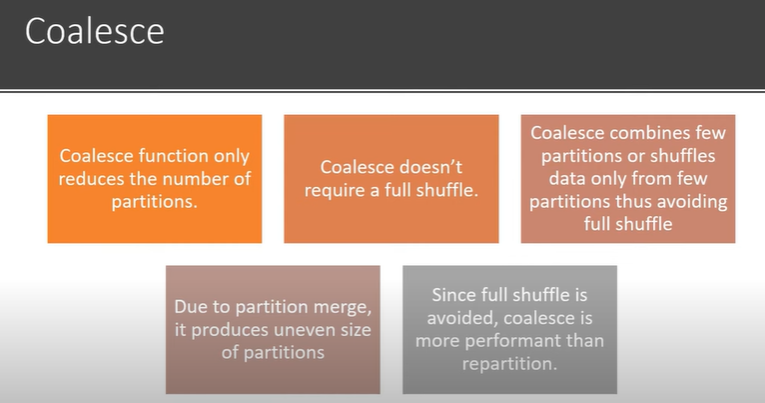 Coalesce
Coalesce function only
reduces the number of
partitions.
Coalesce doesn’t
require a full shuffle.
Coalesce combines few
partitions or shuffles
data only from few
partitions thus avoiding
full shuffle
Due to partition merge,
it produces uneven size
of partitions
Since full shuffle is
avoided, coalesce is
more performant than
repartition.